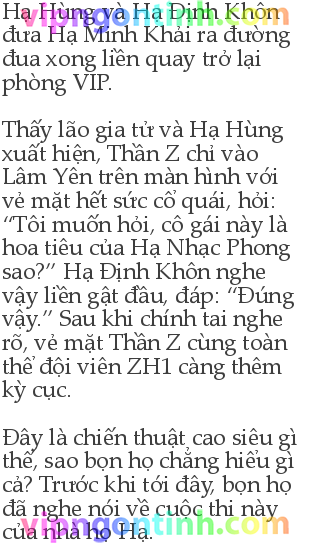 Hạ Hùng và Hạ Định Khôn
đưa Hạ Minh Khải ra đường
đua xong liền quay trở lại
phòng VIP.

Thấy lão gia tử và Hạ Hùng
xuất hiện, Thần Z chỉ vào
Lâm Yên trên màn hình với
vẻ mặt hết sức cổ quái, hỏi:
“Tôi muốn hỏi, cô gái này là
hoa tiêu của Hạ Nhạc Phong
sao?” Hạ Định Khôn nghe
vậy liền gật đầu, đáp: “Đúng
vậy.” Sau khi chính tai nghe
rõ, vẻ mặt Thần Z cùng toàn
thể đội viên ZH1 càng thêm
kỳ cục.

Đây là chiến thuật cao siêu gì
thế, sao bọn họ chẳng hiểu gì
cả? Trước khi tới đây, bọn họ
đã nghe nói về cuộc thi này
của nhà họ Hạ.
vipngontinh.com
vipngontinh.com